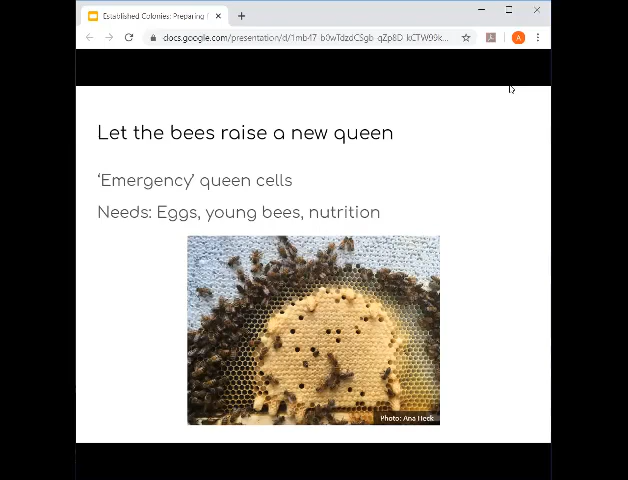 Established Colonies: Preparing
docs.google.com/presentation/d/1mb47
A
Let the bees raise a new queen
‘Emergency’ queen cells
Needs: Eggs, young bees, nutrition
Photo: Ana Heck